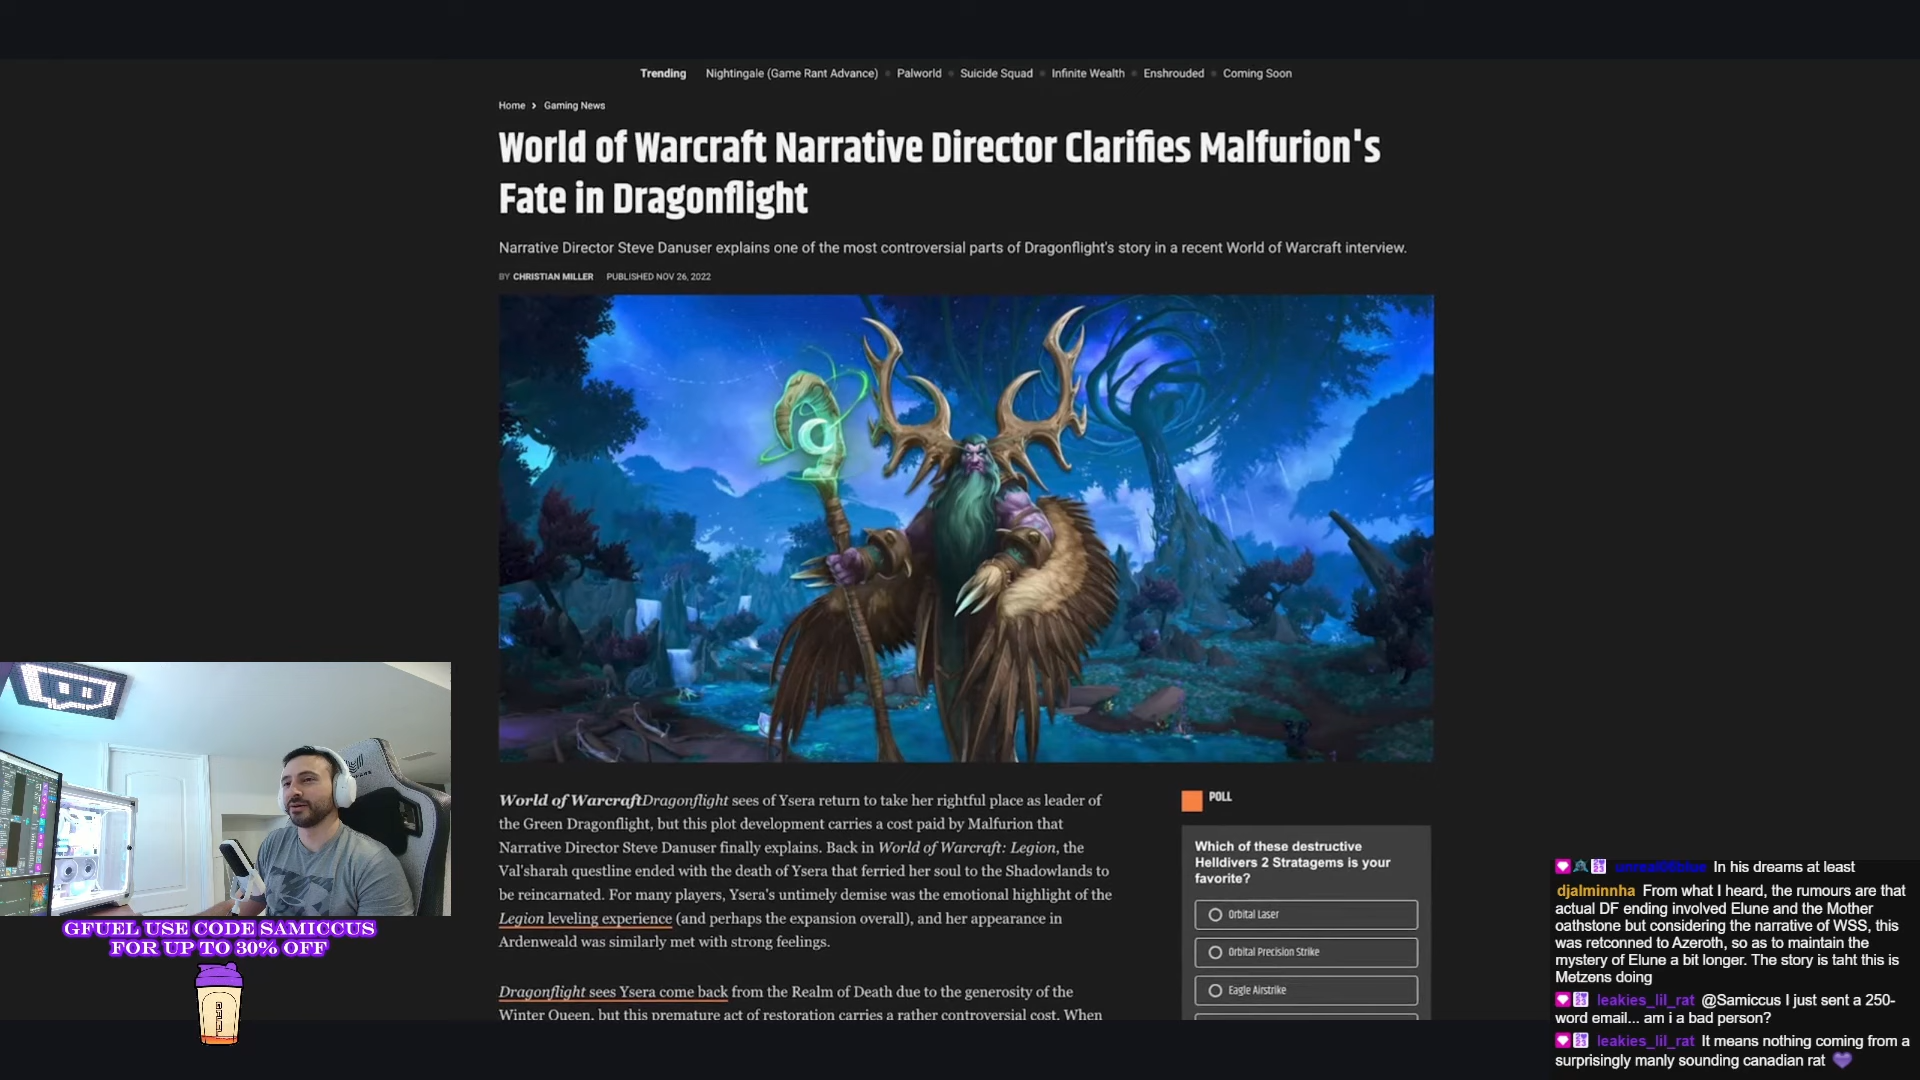 Trending Nightingale (Game Rant Advance) Palworld Suicide Squad Infinite Wealth Enshrouded Coming Soon
Home > Gaming News
World of Warcraft Narrative Director Clarifies Malfurion's
Fate in Dragonflight
Narrative Director Steve Danuser explains one of the most controversial parts of Dragonflight's story in a recent World of Warcraft interview.
BY CHRISTIAN MILLER PUBLISHED NOV 26, 2022
World of WarcraftDragonflight sees of Ysera return to take her rightful place as leader of
the Green Dragonflight, but this plot development carries a cost paid by Malfurion that
Narrative Director Steve Danuser finally explains. Back in World of Warcraft: Legion, the
Val'sharah questline ended with the death of Ysera that ferried her soul to the Shadowlands to
be reincarnated. For many players, Ysera's untimely demise was the emotional highlight of the
Legion leveling experience (and perhaps the expansion overall), and her appearance in
Ardenweald was similarly met with strong feelings.
Dragonflight sees Ysera come back from the Realm of Death due to the generosity of the
Winter Queen, but this premature act of restoration carries a rather controversial cost. When
POLL
Which of these destructive
Helldivers 2 Stratagems is your
favorite?
Orbital Laser
Orbital Precision Strike
Eagle Airstrike
GFUEL USE CODE SAMICCUS
FOR UP TO 30% OFF
In his dreams at least
djalminnha From what I heard, the rumours are that
actual DF ending involved Elune and the Mother
oathstone but considering the narrative of WSS, this
was retconned to Azeroth, so as to maintain the
mystery of Elune a bit longer. The story is taht this is
Metzens doing
leakies_lil_rat @Samiccus I just sent a 250-
word email... am i a bad person?
leakies_lil_rat It means nothing coming from a
surprisingly manly sounding canadian rat 💜